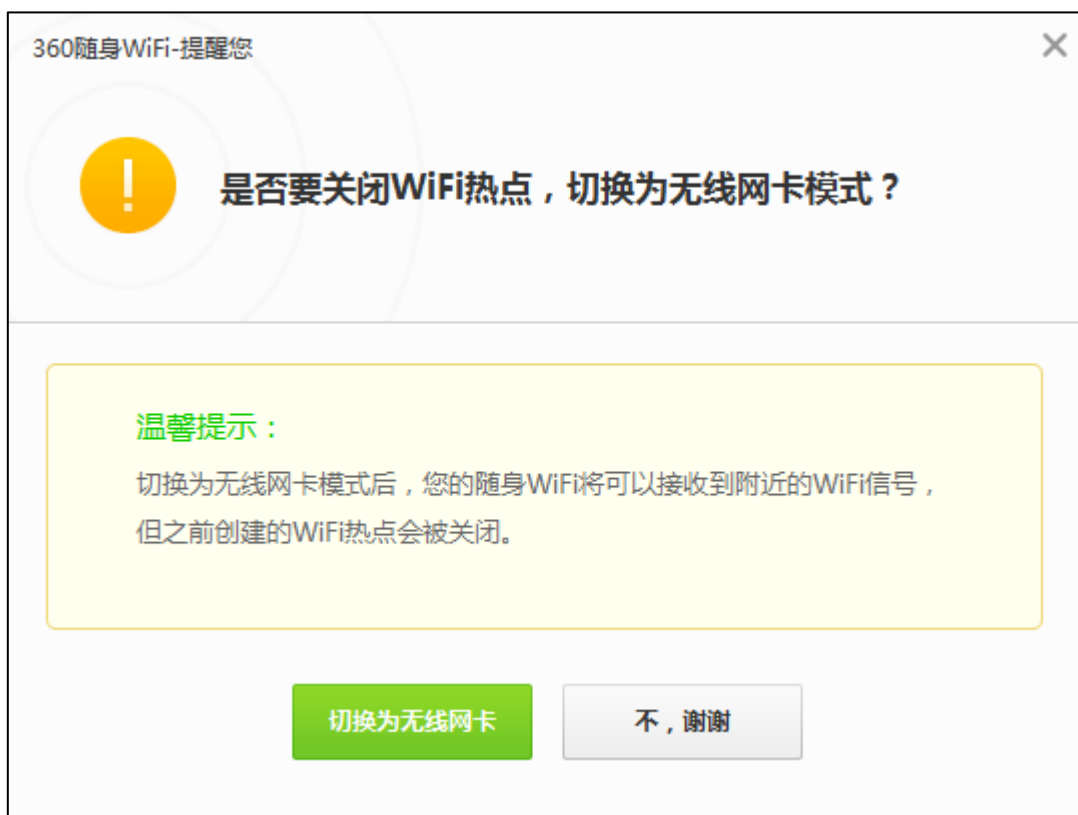 360随身WiFi-提醒您
是否要关闭WiFi热点，切换为无线网卡模式？
温馨提示：
切换为无线网卡模式后，您的随身WiFi将可以接收到附近的WiFi信号，
但之前创建的WiFi热点会被关闭。
切换为无线网卡
不，谢谢